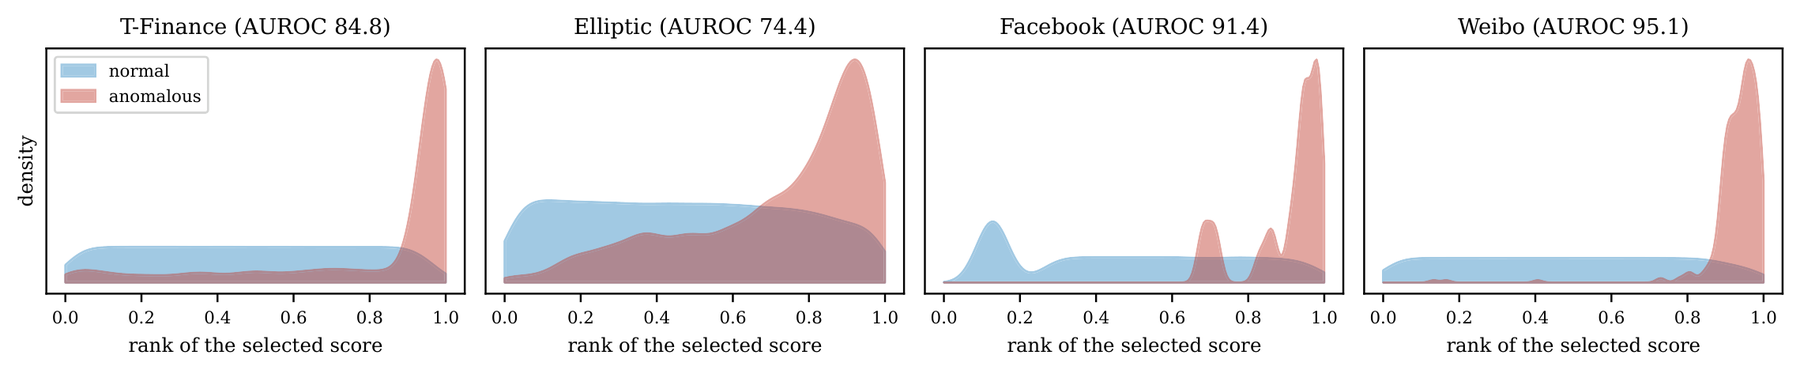 T-Finance (AUROC 84.8)
Elliptic (AUROC 74.4)
Facebook (AUROC 91.4)
Weibo (AUROC 95.1)
normal
anomalous
density
0.0 0.2 0.4 0.6 0.8 1.0
0.0 0.2 0.4 0.6 0.8 1.0
0.0 0.2 0.4 0.6 0.8 1.0
0.0 0.2 0.4 0.6 0.8 1.0
rank of the selected score
rank of the selected score
rank of the selected score
rank of the selected score